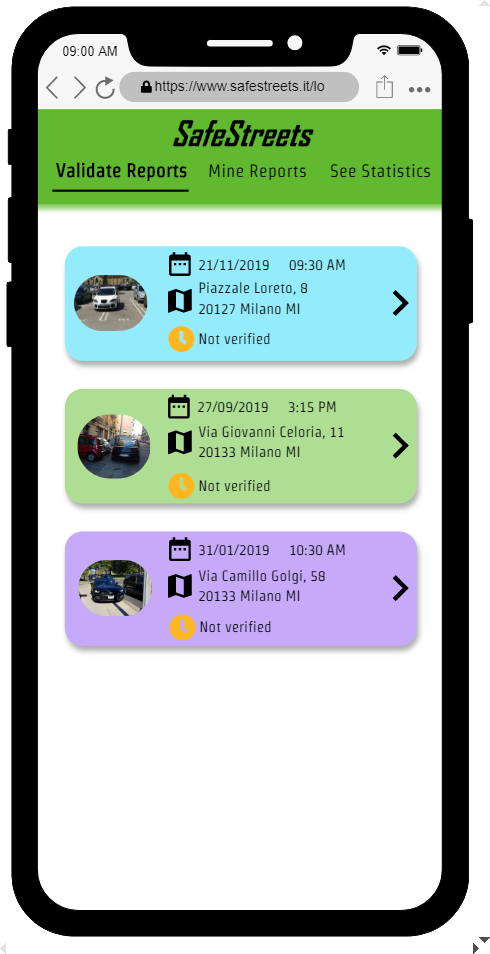 09:00 AM
https://www.safestreets.it/lo
SafeStreets
Validate Reports Mine Reports See Statistics
21/11/2019 09:30 AM
Piazzale Loreto, 8
20127 Milano MI
Not verified
27/09/2019 3:15 PM
Via Giovanni Celoria, 11
20133 Milano MI
Not verified
31/01/2019 10:30 AM
Via Camillo Golgi, 58
20133 Milano MI
Not verified